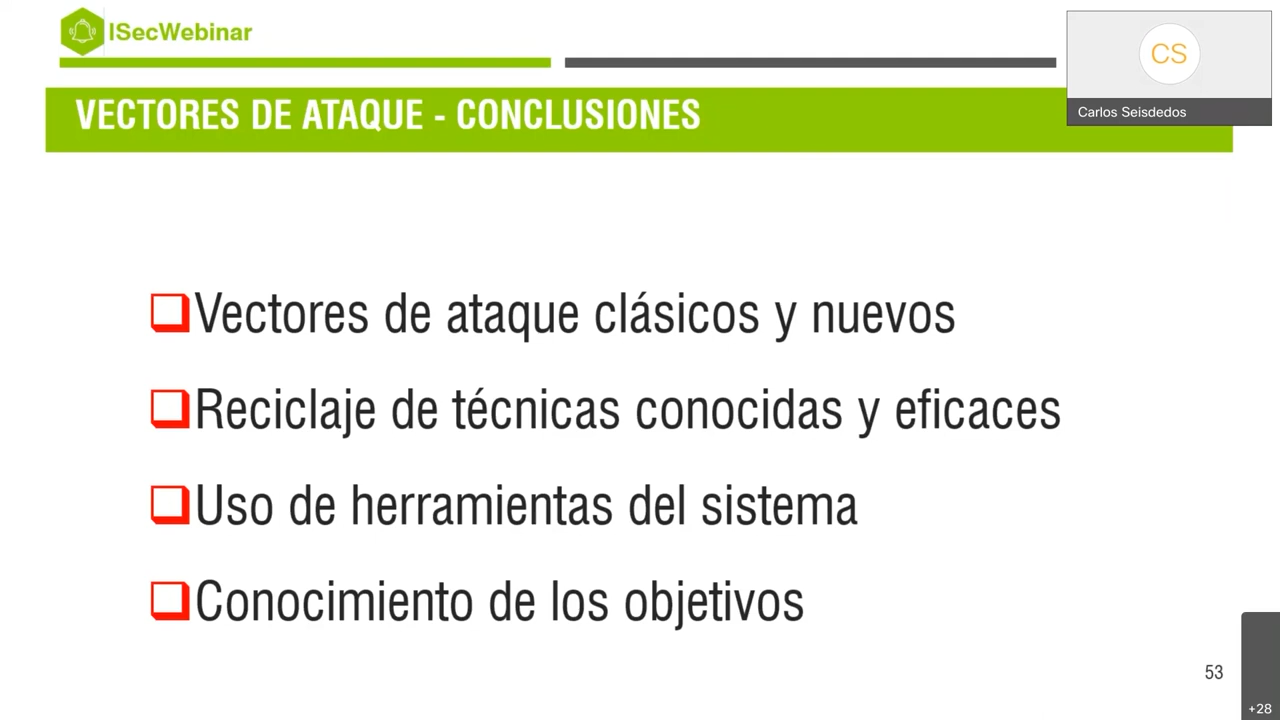 ISecWebinar
CS
Carlos Seisdedos
VECTORES DE ATAQUE - CONCLUSIONES
Vectores de ataque clásicos y nuevos
Reciclaje de técnicas conocidas y eficaces
Uso de herramientas del sistema
Conocimiento de los objetivos
53
+28